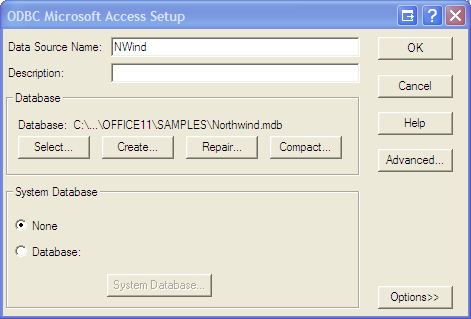 ODBC Microsoft Access Setup
Data Source Name: NWind
OK
Description:
Cancel
Database
Database: C:\...\OFFICE11\SAMPLES\Northwind.mdb
Help
Select... Create... Repair... Compact...
Advanced...
System Database
None
Database:
System Database...
Options>>